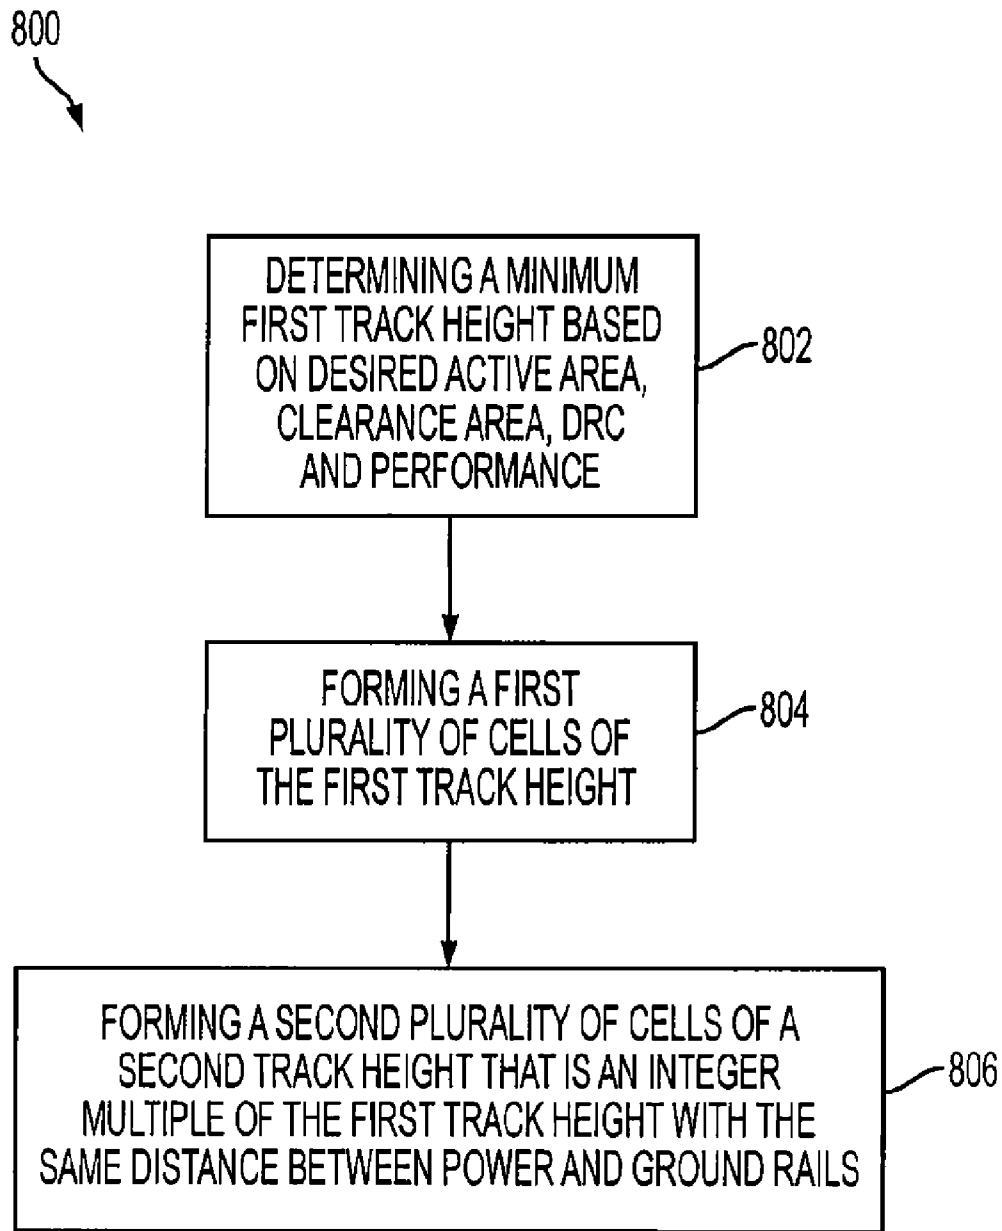 800
DETERMINING A MINIMUM
FIRST TRACK HEIGHT BASED
ON DESIRED ACTIVE AREA,
CLEARANCE AREA, DRC
AND PERFORMANCE
802
FORMING A FIRST
PLURALITY OF CELLS OF
THE FIRST TRACK HEIGHT
804
FORMING A SECOND PLURALITY OF CELLS OF A
SECOND TRACK HEIGHT THAT IS AN INTEGER
MULTIPLE OF THE FIRST TRACK HEIGHT WITH THE
SAME DISTANCE BETWEEN POWER AND GROUND RAILS
806